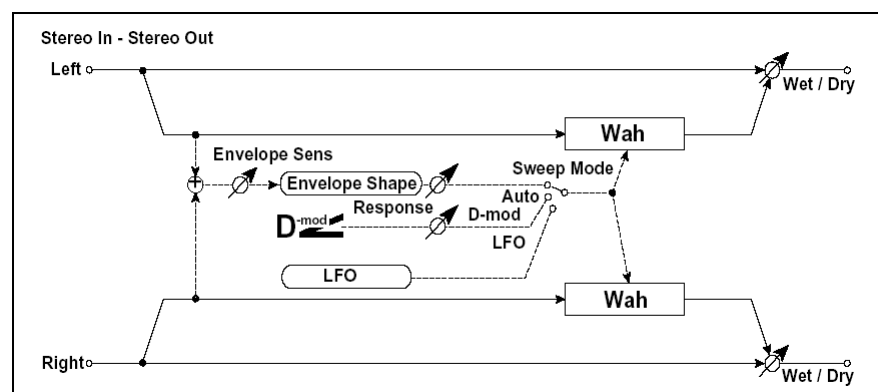 Stereo In - Stereo Out
Left
Wet / Dry
Wah
Envelope Sens
Sweep Mode
+
Envelope Shape
Auto
Response
D-mod
D-mod
LFO
LFO
Wah
Right
Wet / Dry